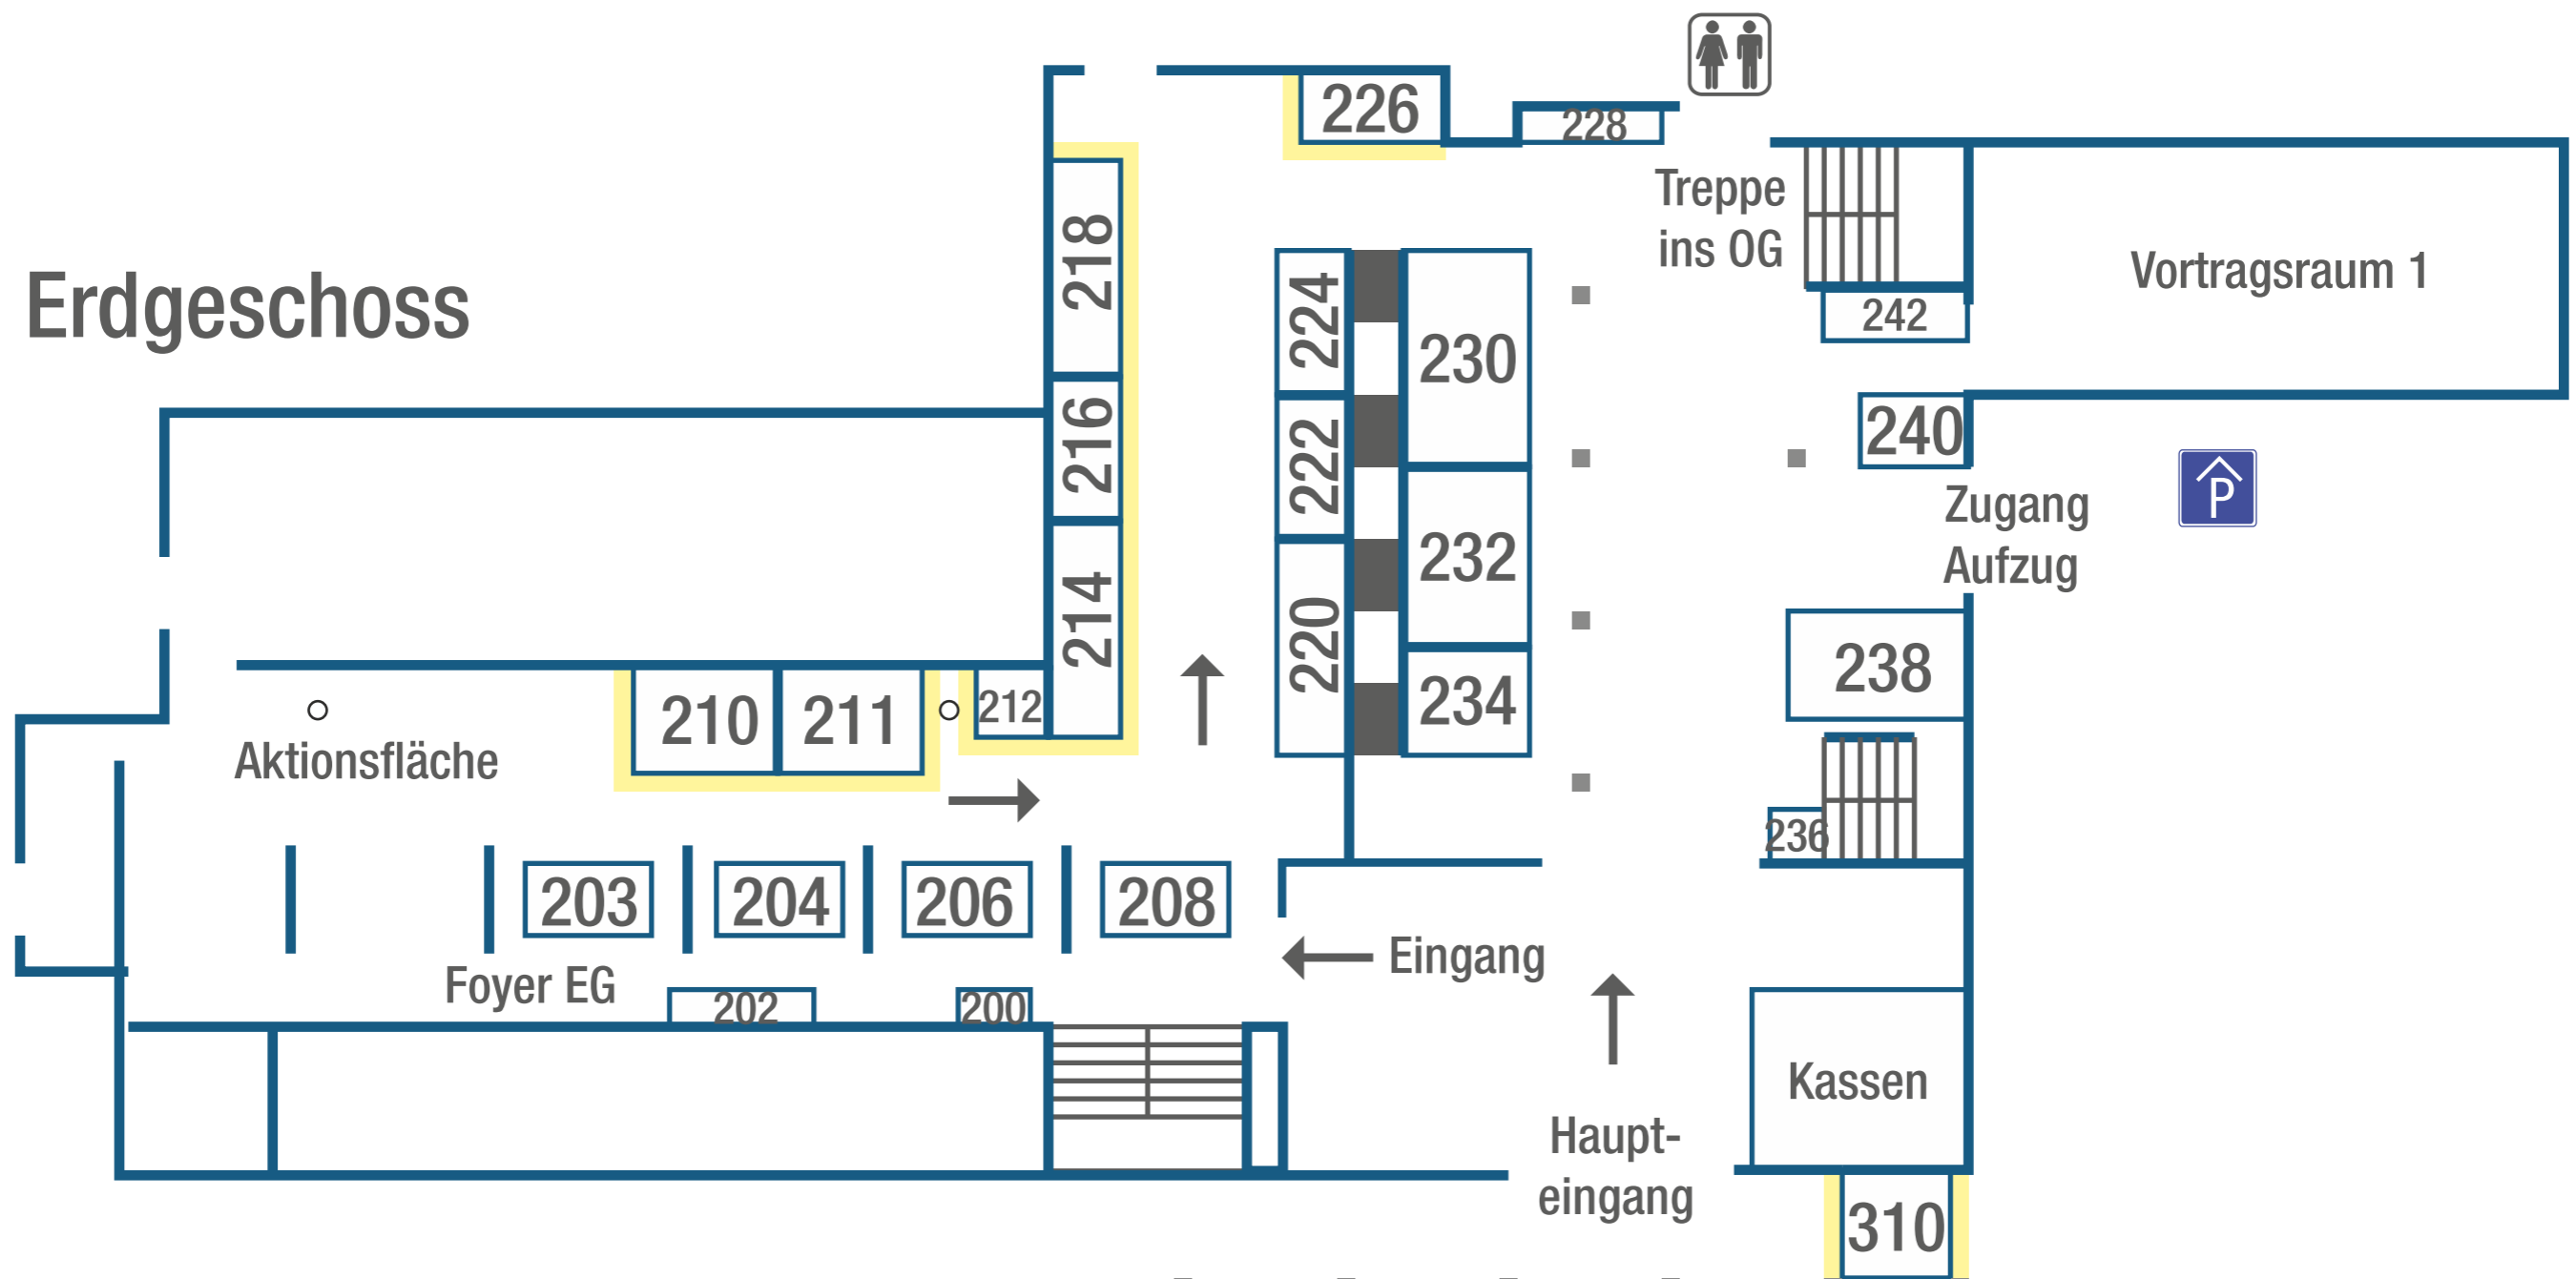 226
228
Treppe
ins OG
218
Vortragsraum 1
Erdgeschoss
224
230
242
216
222
240
P
Zugang
Aufzug
232
214
220
238
210
211
212
234
Aktionsfläche
236
203
204
206
208
Eingang
Foyer EG
202
200
Kassen
Haupt-
eingang
310